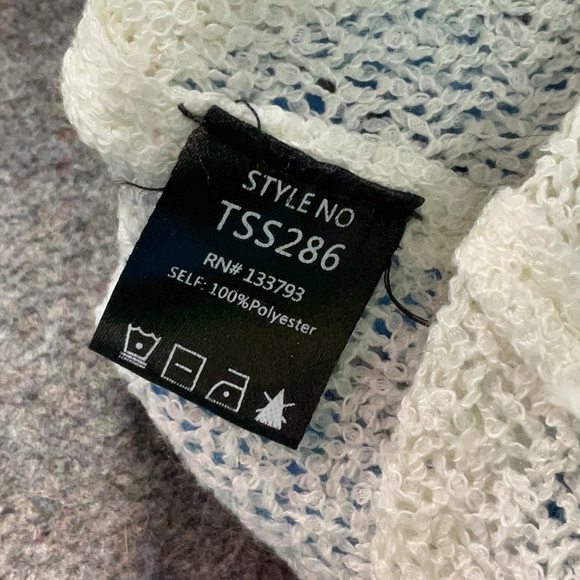 STYLE NO
TSS286
RN# 133793
SELF: 100%Polyester